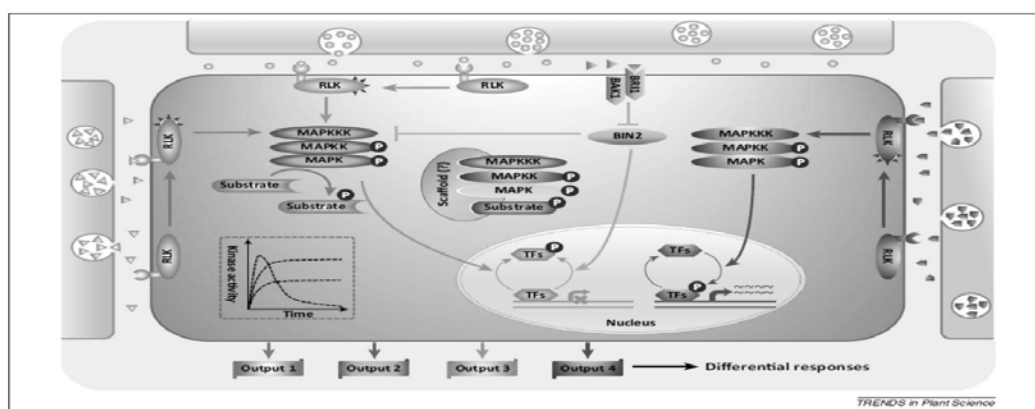 RLK
RLK
BAK1
BRI1
RLK
MAPKKK
MAPKK P
MAPK P
BIN2
MAPKKK
MAPKK P
MAPK P
RLK
Substrate
P
Substrate
Scaffold (?)
MAPKKK
MAPKK P
MAPK P
Substrate P
RLK
RLK
Kinase activity
Time
TFs P
TFs
TFs
P
TFs
Nucleus
Output 1 Output 2 Output 3 Output 4 Differential responses
TRENDS in Plant Science